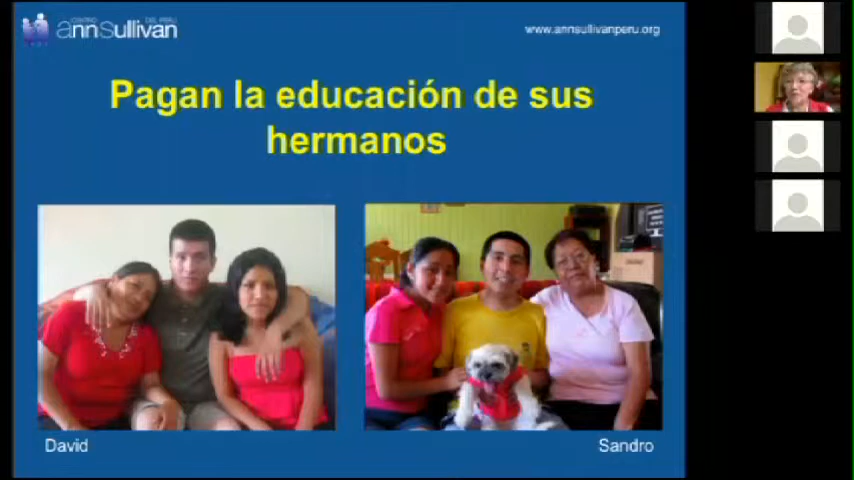 CENTRO DEL PERÚ
annsullivan
www.annsullivanperu.org
Pagan la educación de sus
hermanos
David
Sandro